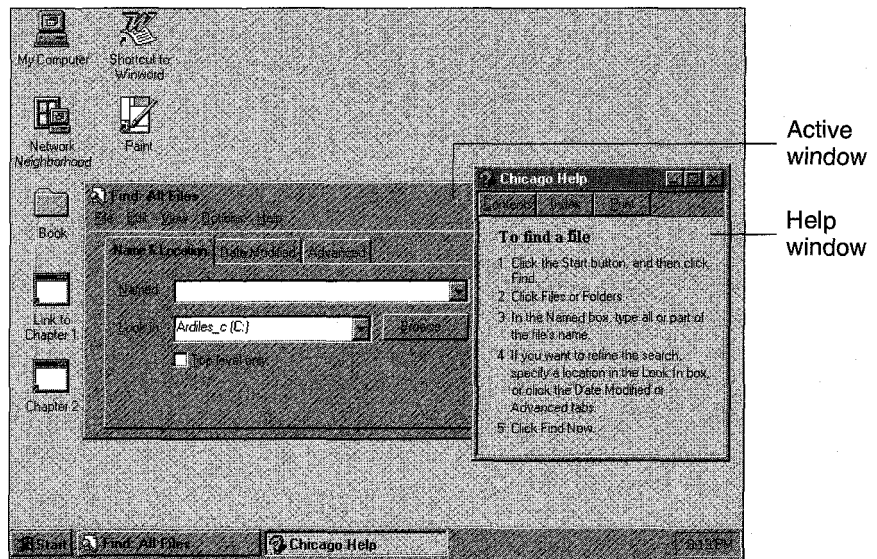 My Computer
Shortcut to
Winword
Network
Neighborhood
Paint
Book
Link to
Chapter 1
Chapter 2
Find: All Files
File Edit View Options Help
Name & Location Date Modified Advanced
Named:
Look in: Ardiles_c (C:) Browse...
Top level only
Chicago Help
Contents Index Print
To find a file
1 Click the Start button, and then click
Find.
2 Click Files or Folders.
3 In the Named box, type all or part of
the file's name.
4 If you want to refine the search,
specify a location in the Look In box,
or click the Date Modified or
Advanced tabs.
5 Click Find Now.
Active
window
Help
window
Start Find: All Files Chicago Help